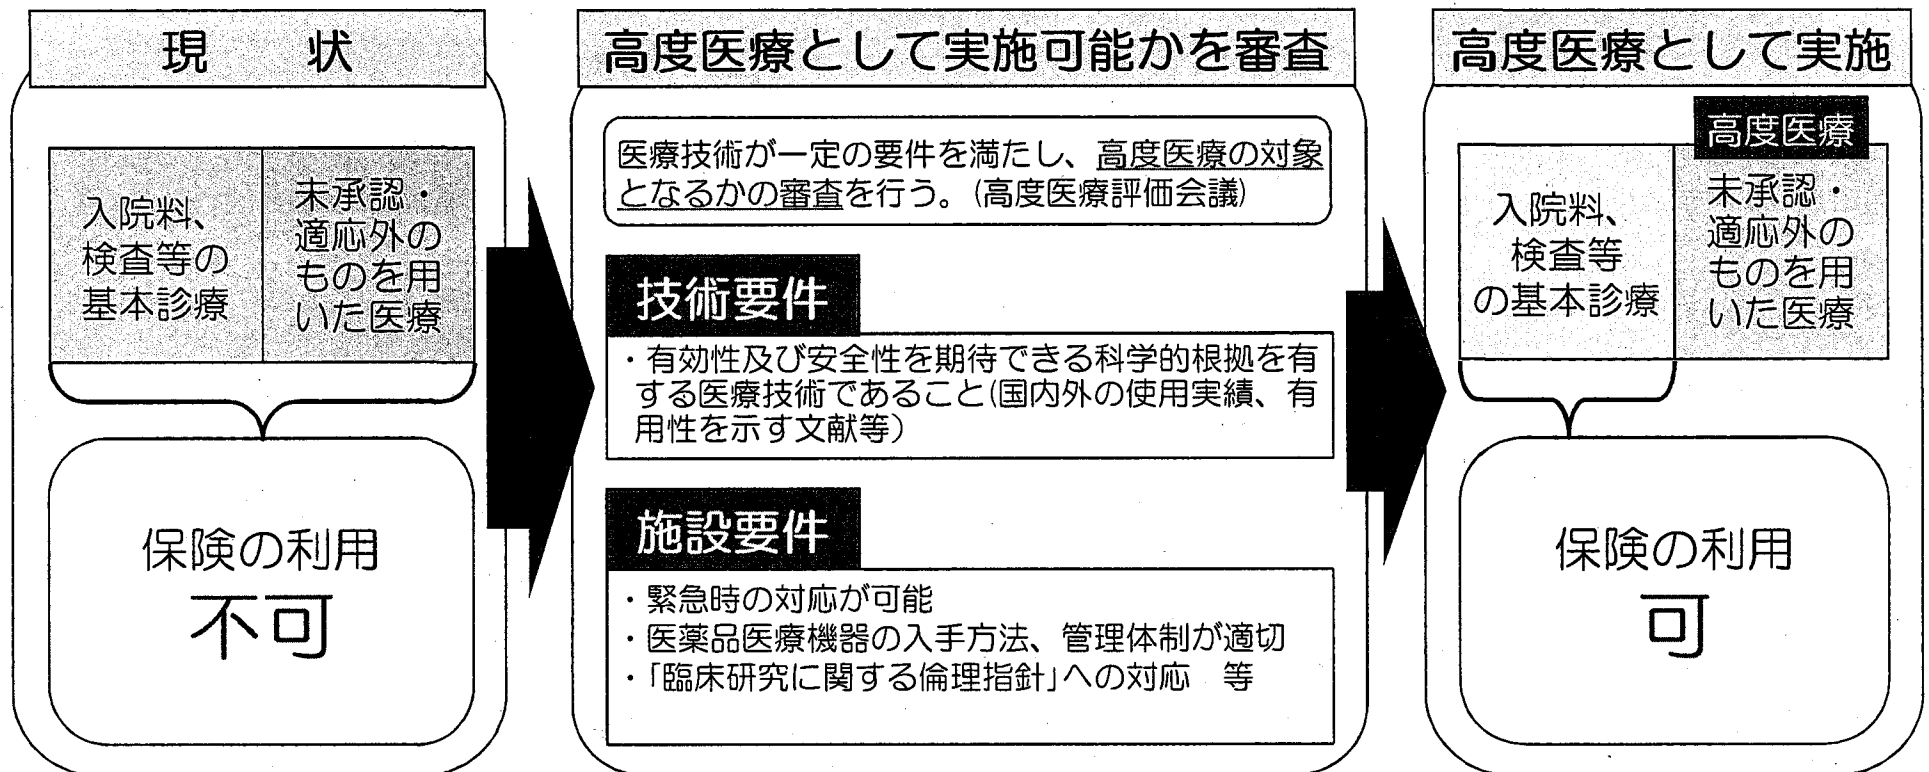 現　状
入院料、
検査等の
基本診療
未承認・
適応外の
ものを用
いた医療
保険の利用
不可
高度医療として実施可能かを審査
医療技術が一定の要件を満たし、高度医療の対象
となるかの審査を行う。(高度医療評価会議)
技術要件
・有効性及び安全性を期待できる科学的根拠を有
する医療技術であること(国内外の使用実績、有
用性を示す文献等)
施設要件
・緊急時の対応が可能
・医薬品医療機器の入手方法、管理体制が適切
・「臨床研究に関する倫理指針」への対応　等
高度医療として実施
高度医療
入院料、
検査等
の基本診療
未承認・
適応外の
ものを用
いた医療
保険の利用
可